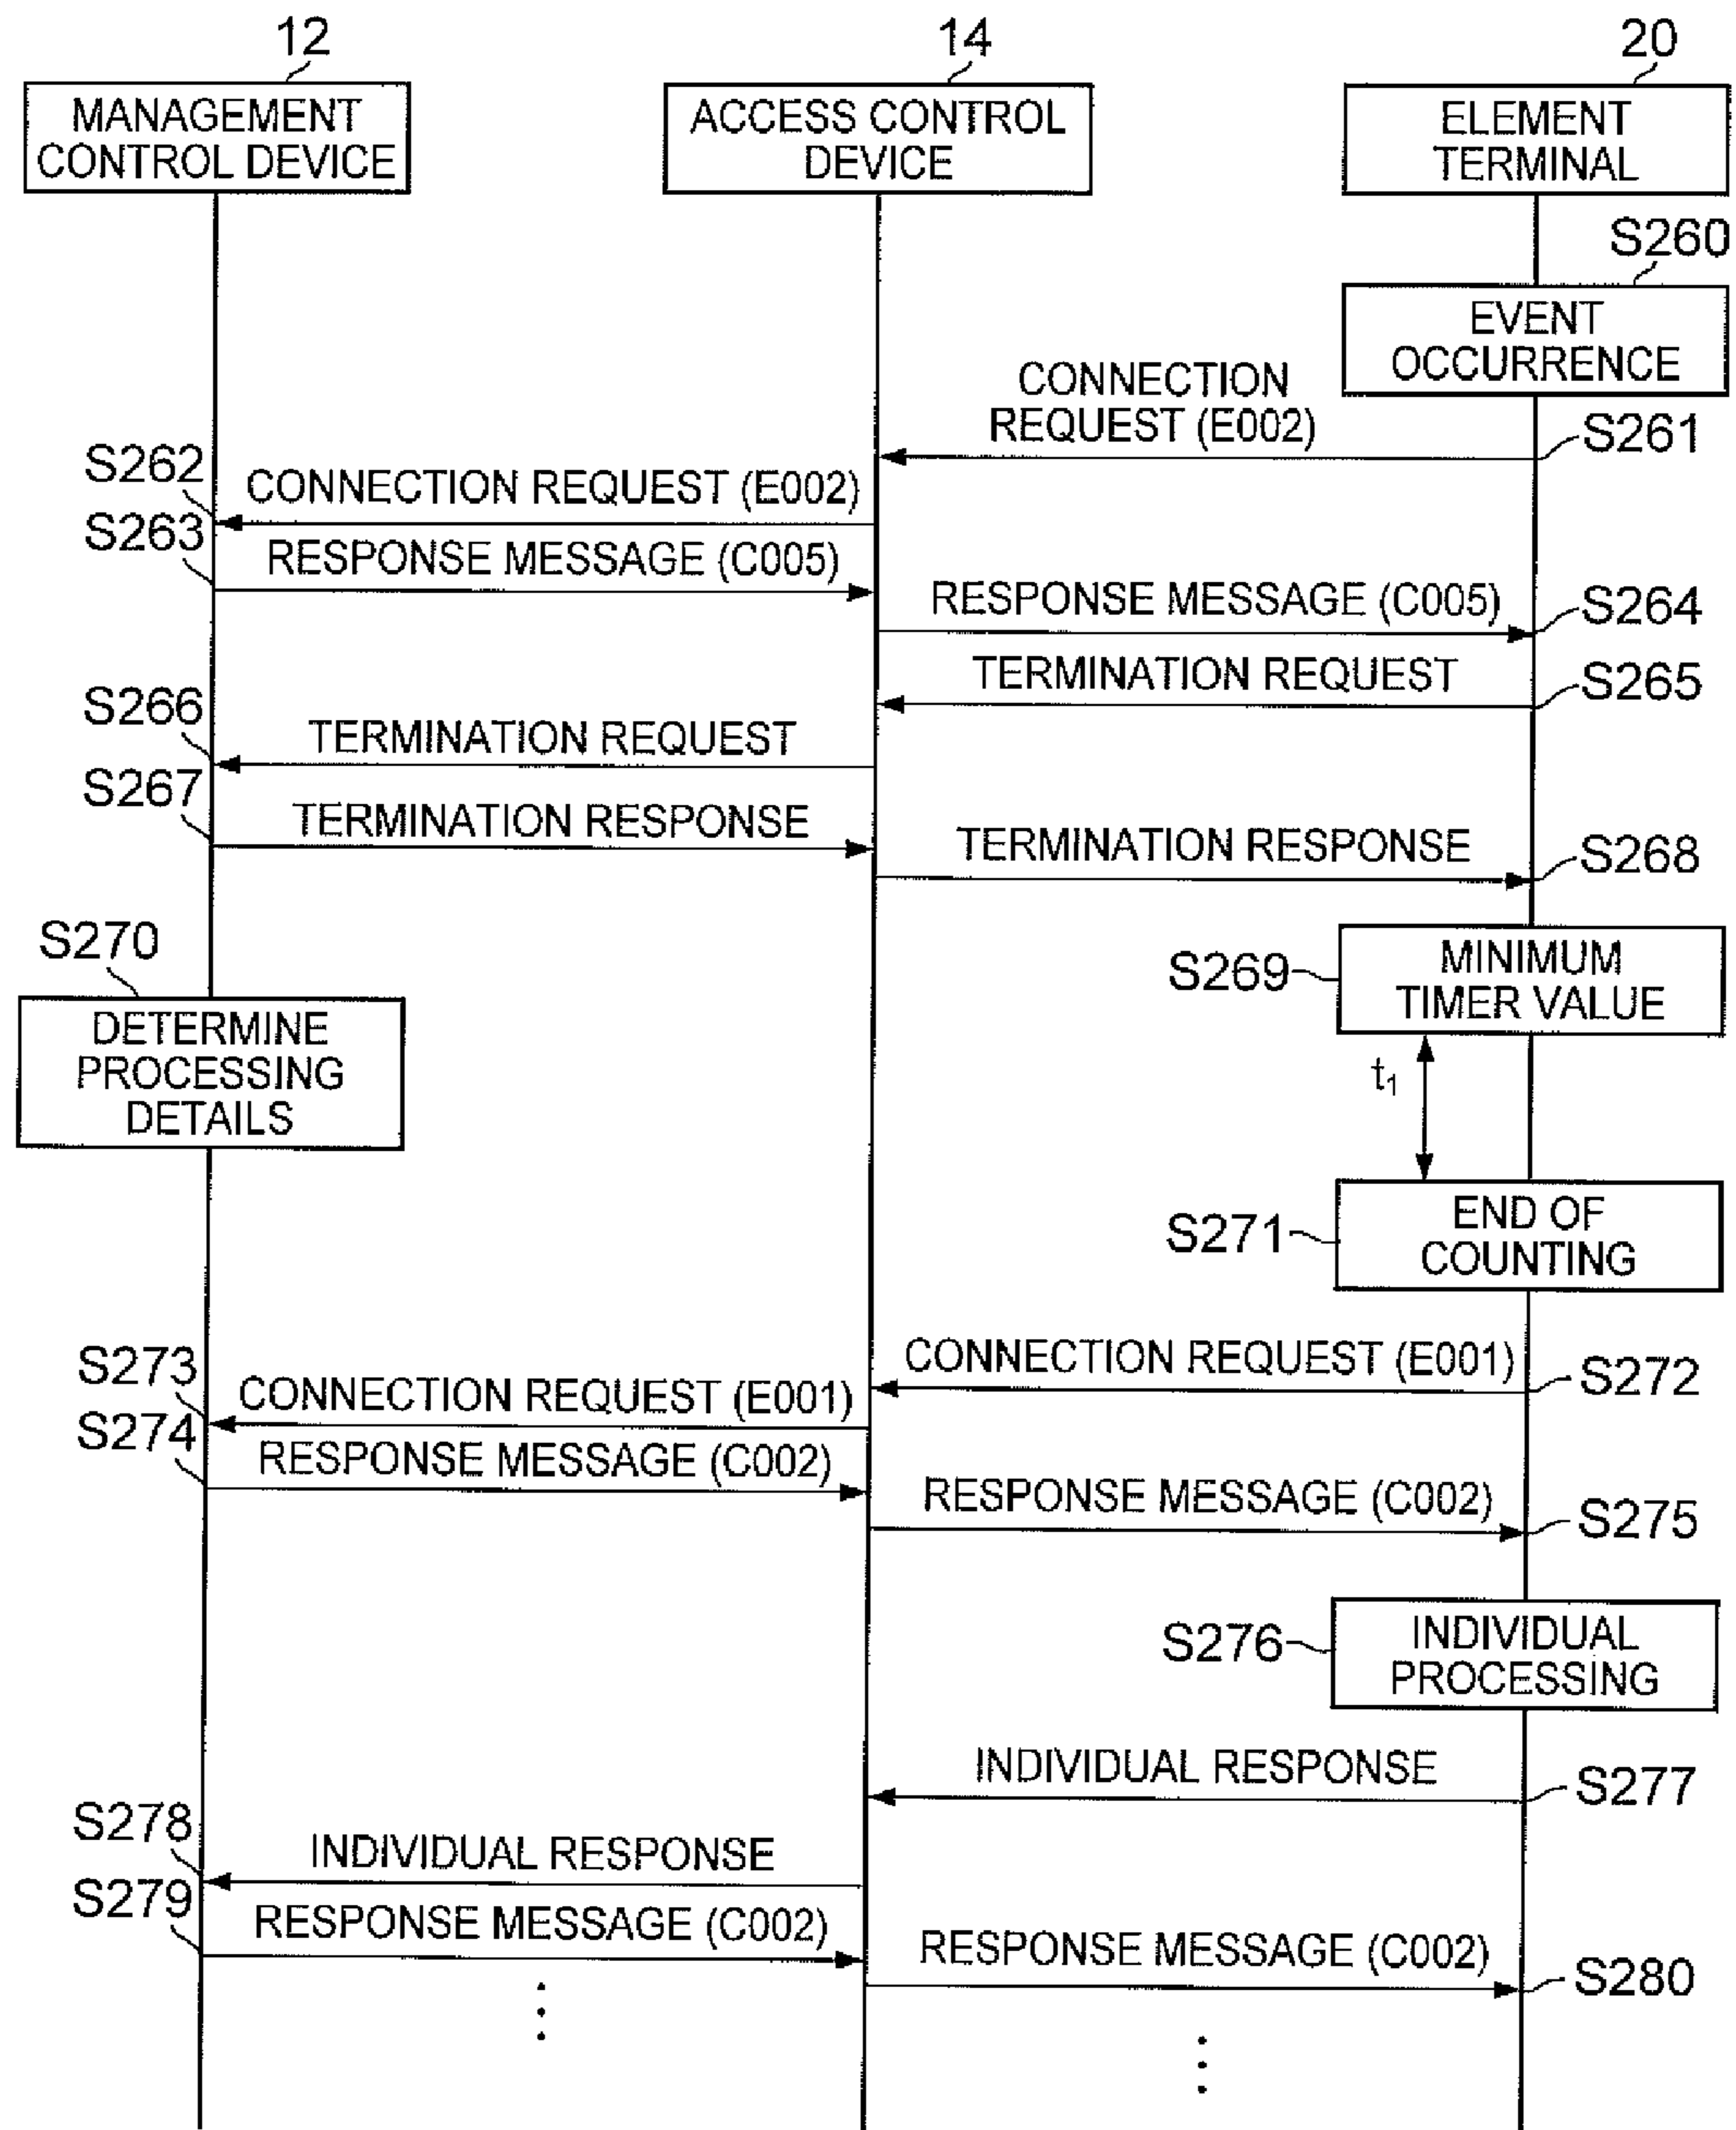 12
14
20
MANAGEMENT
CONTROL DEVICE
ACCESS CONTROL
DEVICE
ELEMENT
TERMINAL
S260
EVENT
OCCURRENCE
CONNECTION
REQUEST (E002)
S261
S262
CONNECTION REQUEST (E002)
S263
RESPONSE MESSAGE (C005)
RESPONSE MESSAGE (C005)
S264
TERMINATION REQUEST
S265
S266
TERMINATION REQUEST
S267
TERMINATION RESPONSE
TERMINATION RESPONSE
S268
S270
DETERMINE
PROCESSING
DETAILS
S269
MINIMUM
TIMER VALUE
t₁
S271
END OF
COUNTING
CONNECTION REQUEST (E001)
S272
S273
CONNECTION REQUEST (E001)
S274
RESPONSE MESSAGE (C002)
RESPONSE MESSAGE (C002)
S275
S276
INDIVIDUAL
PROCESSING
INDIVIDUAL RESPONSE
S277
S278
INDIVIDUAL RESPONSE
S279
RESPONSE MESSAGE (C002)
RESPONSE MESSAGE (C002)
S280